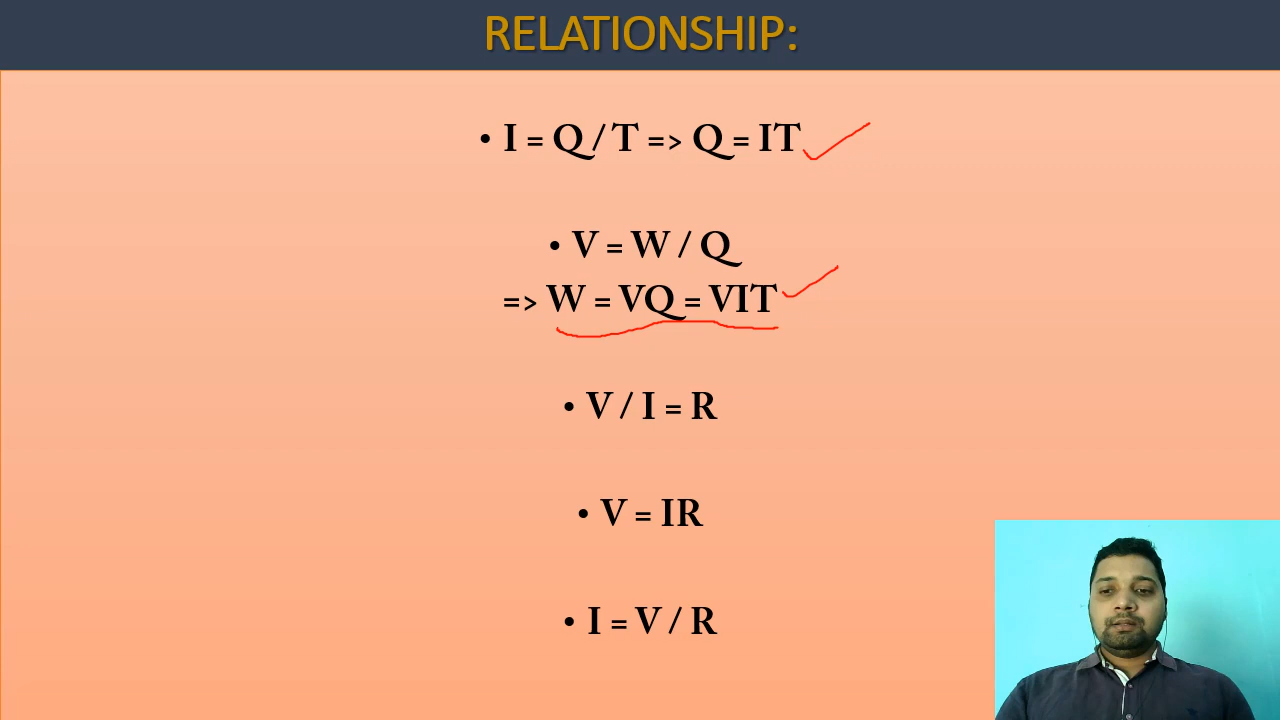 RELATIONSHIP:
• I = Q / T => Q = IT
• V = W / Q
=> W = VQ = VIT
• V / I = R
• V = IR
• I = V / R